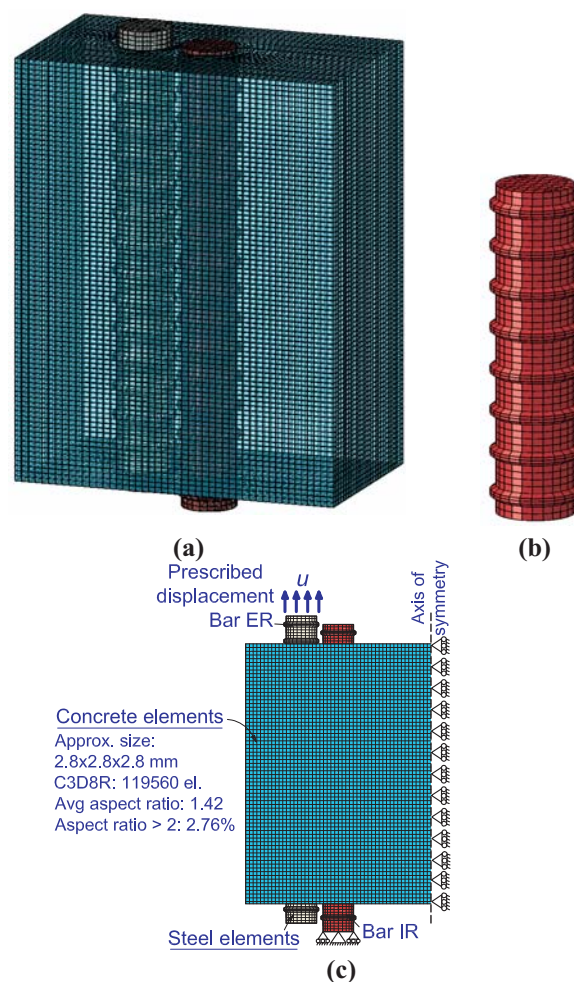 (a)
(b)
Prescribed
displacement
u
Bar ER
Axis of
symmetry
Concrete elements
Approx. size:
2.8x2.8x2.8 mm
C3D8R: 119560 el.
Avg aspect ratio: 1.42
Aspect ratio > 2: 2.76%
Steel elements
Bar IR
(c)